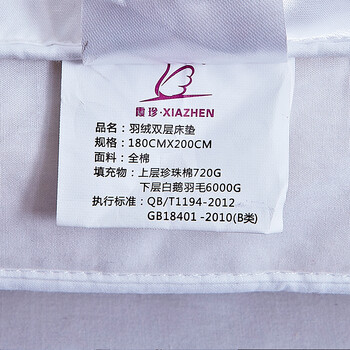 霞珍·XIAZHEN
品名：羽绒双层床垫
规格：180CMX200CM
面料：全棉
填充物：上层珍珠棉720G
下层白鹅羽毛6000G
执行标准：QB/T1194-2012
GB18401-2010(B类)